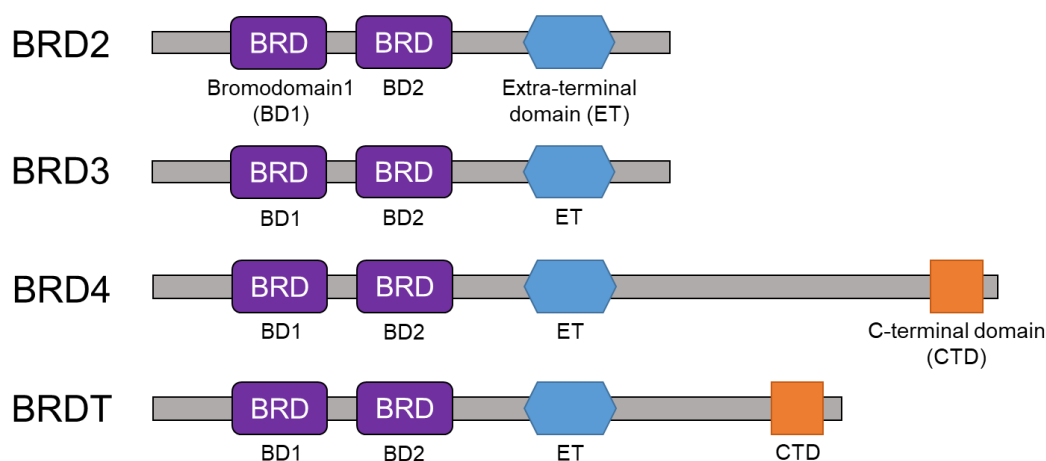 BRD2
BRD
BRD
Bromodomain1
(BD1)
BD2
Extra-terminal
domain (ET)
BRD3
BRD
BRD
BD1
BD2
ET
BRD4
BRD
BRD
BD1
BD2
ET
C-terminal domain
(CTD)
BRDT
BRD
BRD
BD1
BD2
ET
CTD